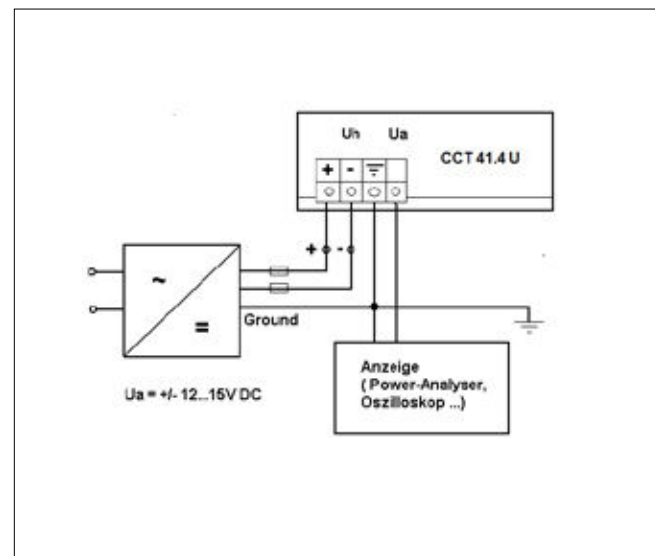 Uh Ua
CCT 41.4 U
+ -
+ -
~
=
Ground
Anzeige
( Power-Analyser,
Oszilloskop ...)
Ua = +/- 12...15V DC